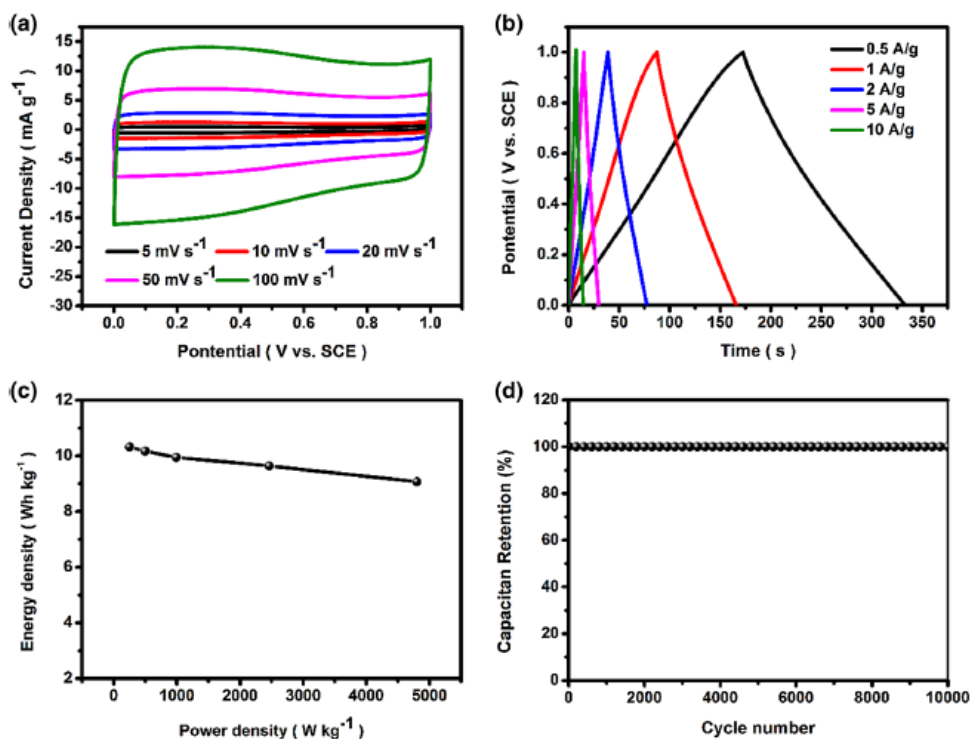 (a)
15
10
5
0
-5
-10
-15
-20
-25
-30
Current Density ( mA g⁻¹)
5 mV s⁻¹ 10 mV s⁻¹ 20 mV s⁻¹
50 mV s⁻¹ 100 mV s⁻¹
0.0 0.2 0.4 0.6 0.8 1.0
Pontential ( V vs. SCE )
(b)
1.0
0.8
0.6
0.4
0.2
0.0
Pontential ( V vs. SCE)
0.5 A/g
1 A/g
2 A/g
5 A/g
10 A/g
0 50 100 150 200 250 300 350
Time ( s )
(c)
12
10
8
6
4
2
Energy density ( Wh kg⁻¹)
0 1000 2000 3000 4000 5000
Power density ( W kg⁻¹)
(d)
120
100
80
60
40
20
0
Capacitan Retention (%)
0 2000 4000 6000 8000 10000
Cycle number